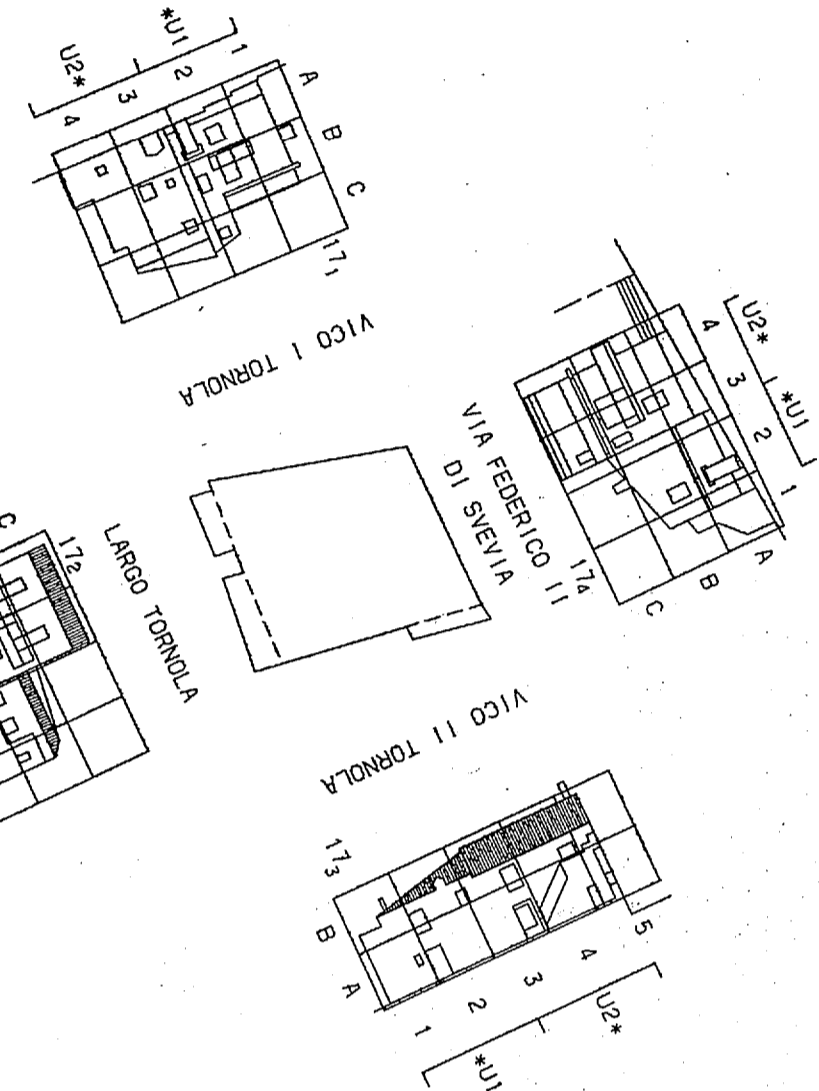 *U1
U2*
1
2
3
4
A
B
C
17₁
VICO I TORNOLA
U2*
*U1
4
3
2
1
A
B
C
17₄
VIA FEDERICO II
DI SVEVIA
C
17₂
LARGO TORNOLA
VICO II TORNOLA
17₃
B
A
1
2
3
4
5
U2*
*U1